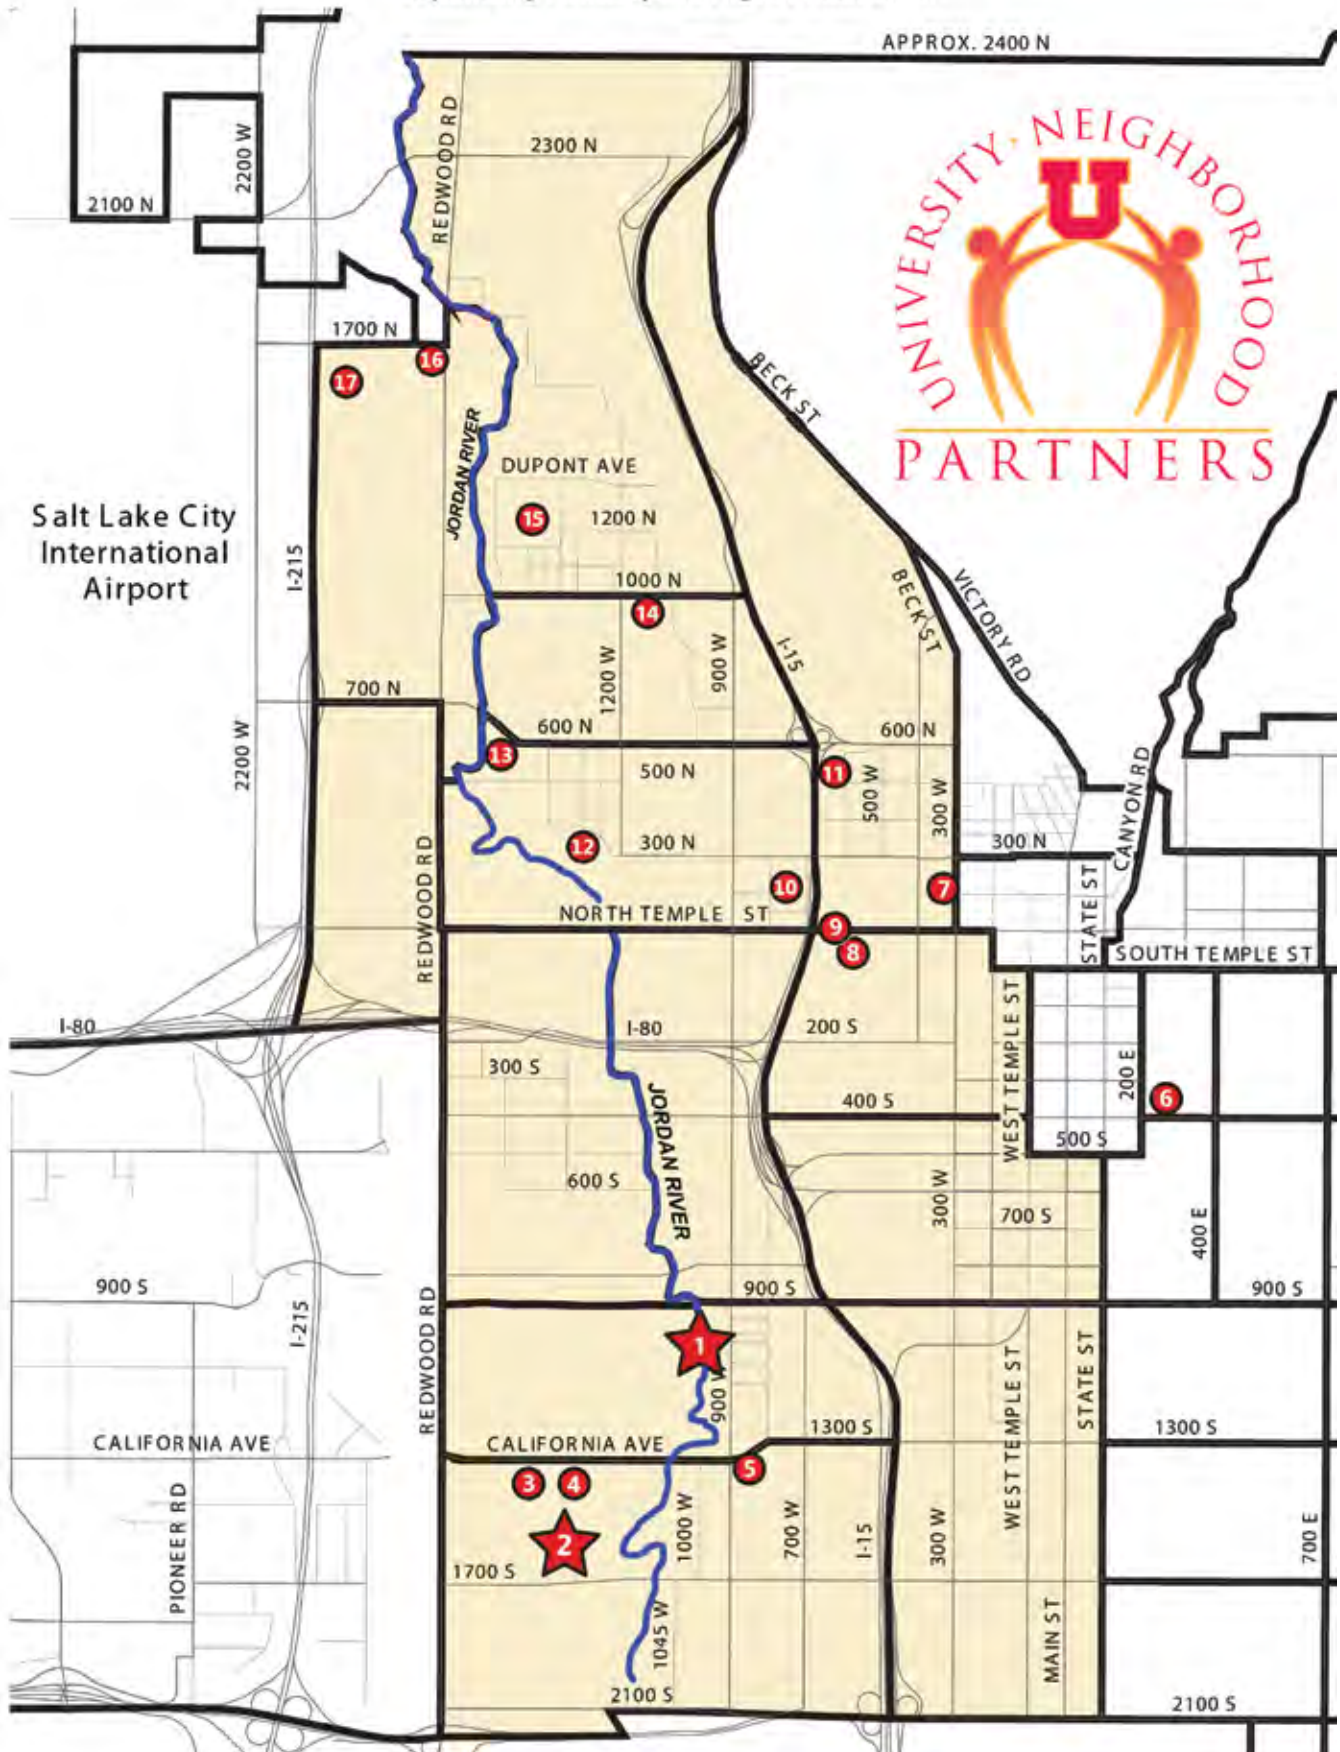 APPROX. 2400 N
REDWOOD RD
2200 W
2300 N
2100 N
UNIVERSITY · NEIGHBORHOOD
U
PARTNERS
1700 N
16
17
BECK ST
JORDAN RIVER
DUPONT AVE
15
1200 N
Salt Lake City
International
Airport
I-215
1000 N
14
BECK ST
VICTORY RD
1200 W
900 W
I-15
700 N
600 N
600 N
13
500 N
11
2200 W
500 W
300 W
CANYON RD
12
300 N
300 N
REDWOOD RD
10
7
STATE ST
NORTH TEMPLE ST
9
8
SOUTH TEMPLE ST
I-80
I-80
200 S
WEST TEMPLE ST
300 S
200 E
6
400 S
JORDAN RIVER
500 S
600 S
300 W
700 S
400 E
900 S
900 S
900 S
REDWOOD RD
I-215
1
900 W
WEST TEMPLE ST
STATE ST
CALIFORNIA AVE
CALIFORNIA AVE
1300 S
1300 S
3
4
5
PIONEER RD
2
1000 W
700 W
I-15
300 W
700 E
1700 S
1045 W
MAIN ST
2100 S
2100 S